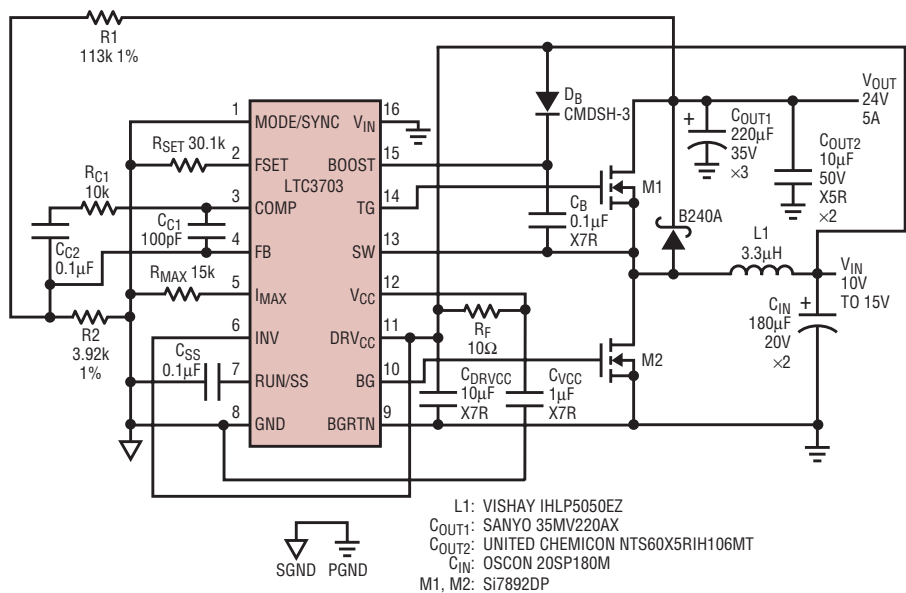 R1
113k 1%
1
MODE/SYNC
VIN
16
RSET 30.1k
2
FSET
BOOST
15
LTC3703
RC1
10k
3
COMP
TG
14
CC1
100pF
CC2
0.1µF
4
FB
SW
13
RMAX 15k
5
IMAX
VCC
12
R2
3.92k
1%
6
INV
DRVCC
11
CSS
0.1µF
7
RUN/SS
BG
10
8
GND
BGRTN
9
DB
CMDSH-3
CB
0.1µF
X7R
M1
RF
10Ω
M2
CDRVCC
10µF
X7R
CVCC
1µF
X7R
B240A
VOUT
24V
5A
+
COUT1
220µF
35V
×3
COUT2
10µF
50V
X5R
×2
L1
3.3µH
VIN
10V
TO 15V
CIN
+
180µF
20V
×2
SGND PGND
L1: VISHAY IHLP5050EZ
COUT1: SANYO 35MV220AX
COUT2: UNITED CHEMICON NTS60X5RIH106MT
CIN: OSCON 20SP180M
M1, M2: Si7892DP